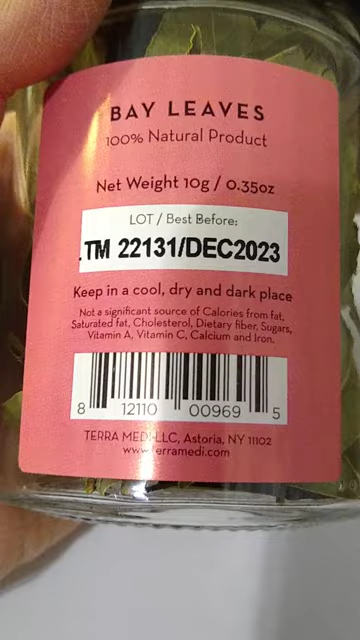 BAY LEAVES
100% Natural Product
Net Weight 10g / 0.35oz
LOT / Best Before:
.TM 22131/DEC2023
Keep in a cool, dry and dark place
Not a significant source of Calories from fat,
Saturated fat, Cholesterol, Dietary fiber, Sugars,
Vitamin A, Vitamin C, Calcium and Iron.
8 12110 00969 5
TERRA MEDI LLC, Astoria, NY 11102
www.terramedi.com